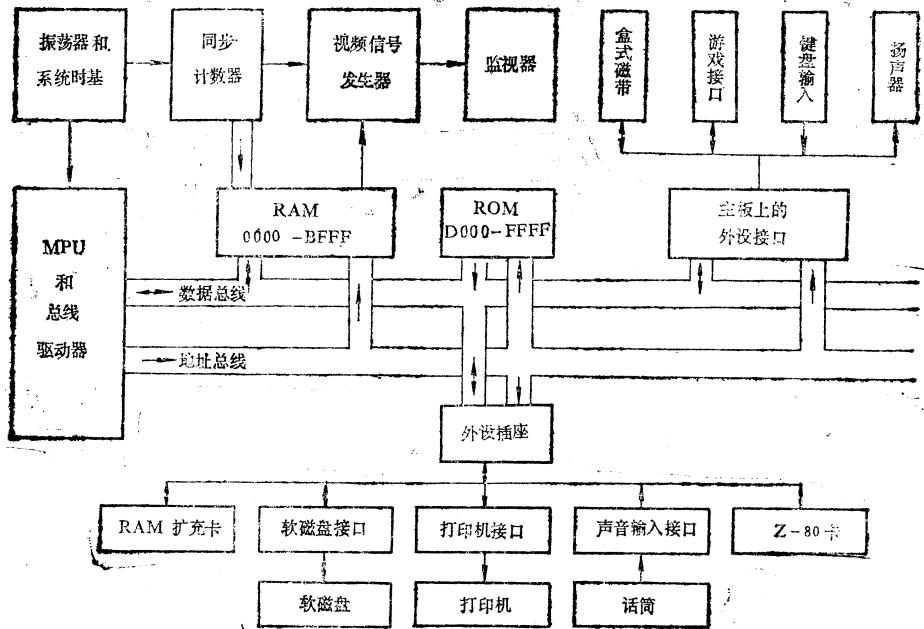 振荡器和
系统时基
同步
计数器
视频信号
发生器
监视器
盒式磁带
游戏接口
键盘输入
扬声器
RAM
0000-BFFF
ROM
D000-FFFF
主板上的
外设接口
MPU
和
总线
驱动器
数据总线
地址总线
外设插座
RAM 扩充卡
软磁盘接口
打印机接口
声音输入接口
Z-80卡
软磁盘
打印机
话筒